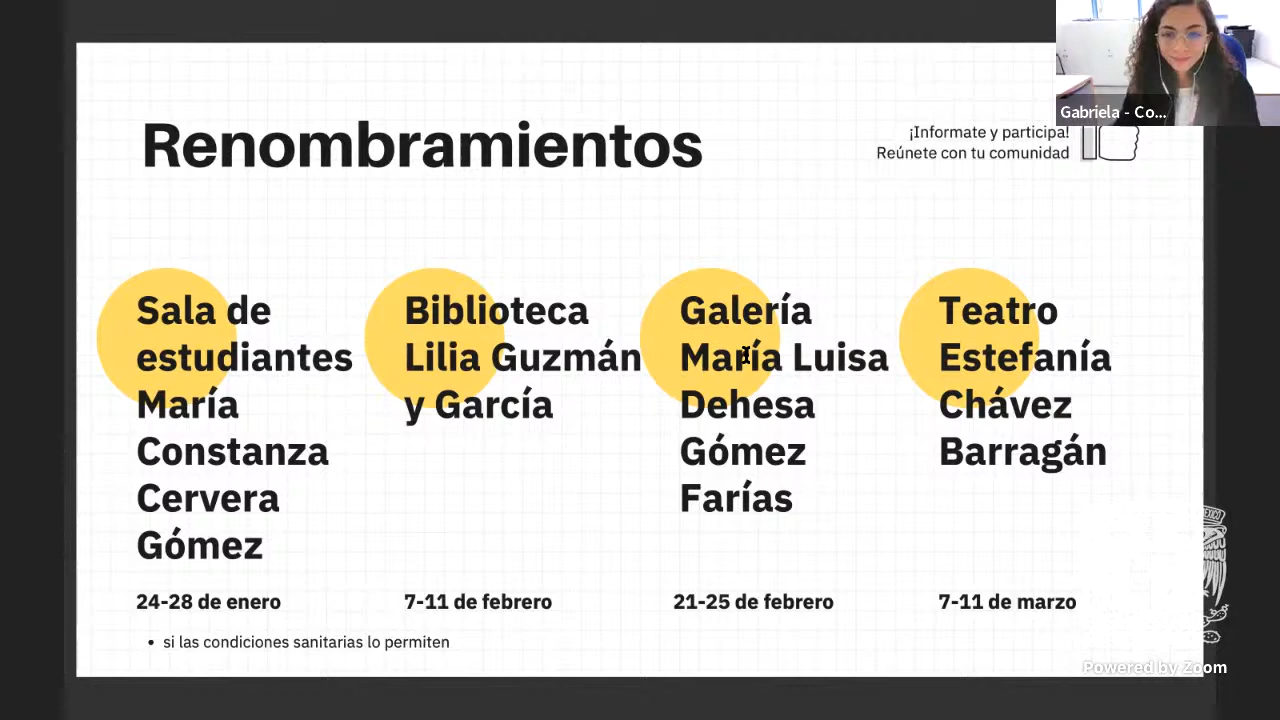 Gabriela - Co...
Renombramientos
¡Informate y participa!
Reúnete con tu comunidad
Sala de
estudiantes
María
Constanza
Cervera
Gómez
24-28 de enero
Biblioteca
Lilia Guzmán
y García
7-11 de febrero
Galería
María Luisa
Dehesa
Gómez
Farías
21-25 de febrero
Teatro
Estefanía
Chávez
Barragán
7-11 de marzo
• si las condiciones sanitarias lo permiten
Powered by Zoom